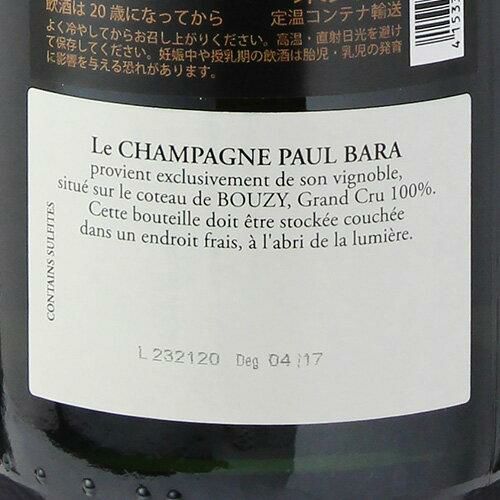 飲酒は20歳になってから
定温コンテナ輸送
よく冷やしてからお召し上がりください。高温・直射日光を避け
て保存してください。妊娠中や授乳期の飲酒は胎児・乳児の発育
に影響を与える恐れがあります。
Le CHAMPAGNE PAUL BARA
provient exclusivement de son vignoble,
situé sur le coteau de BOUZY, Grand Cru 100%.
Cette bouteille doit être stockée couchée
dans un endroit frais, à l'abri de la lumière.
CONTAINS SULFITES
L 232120 Deg 04/17